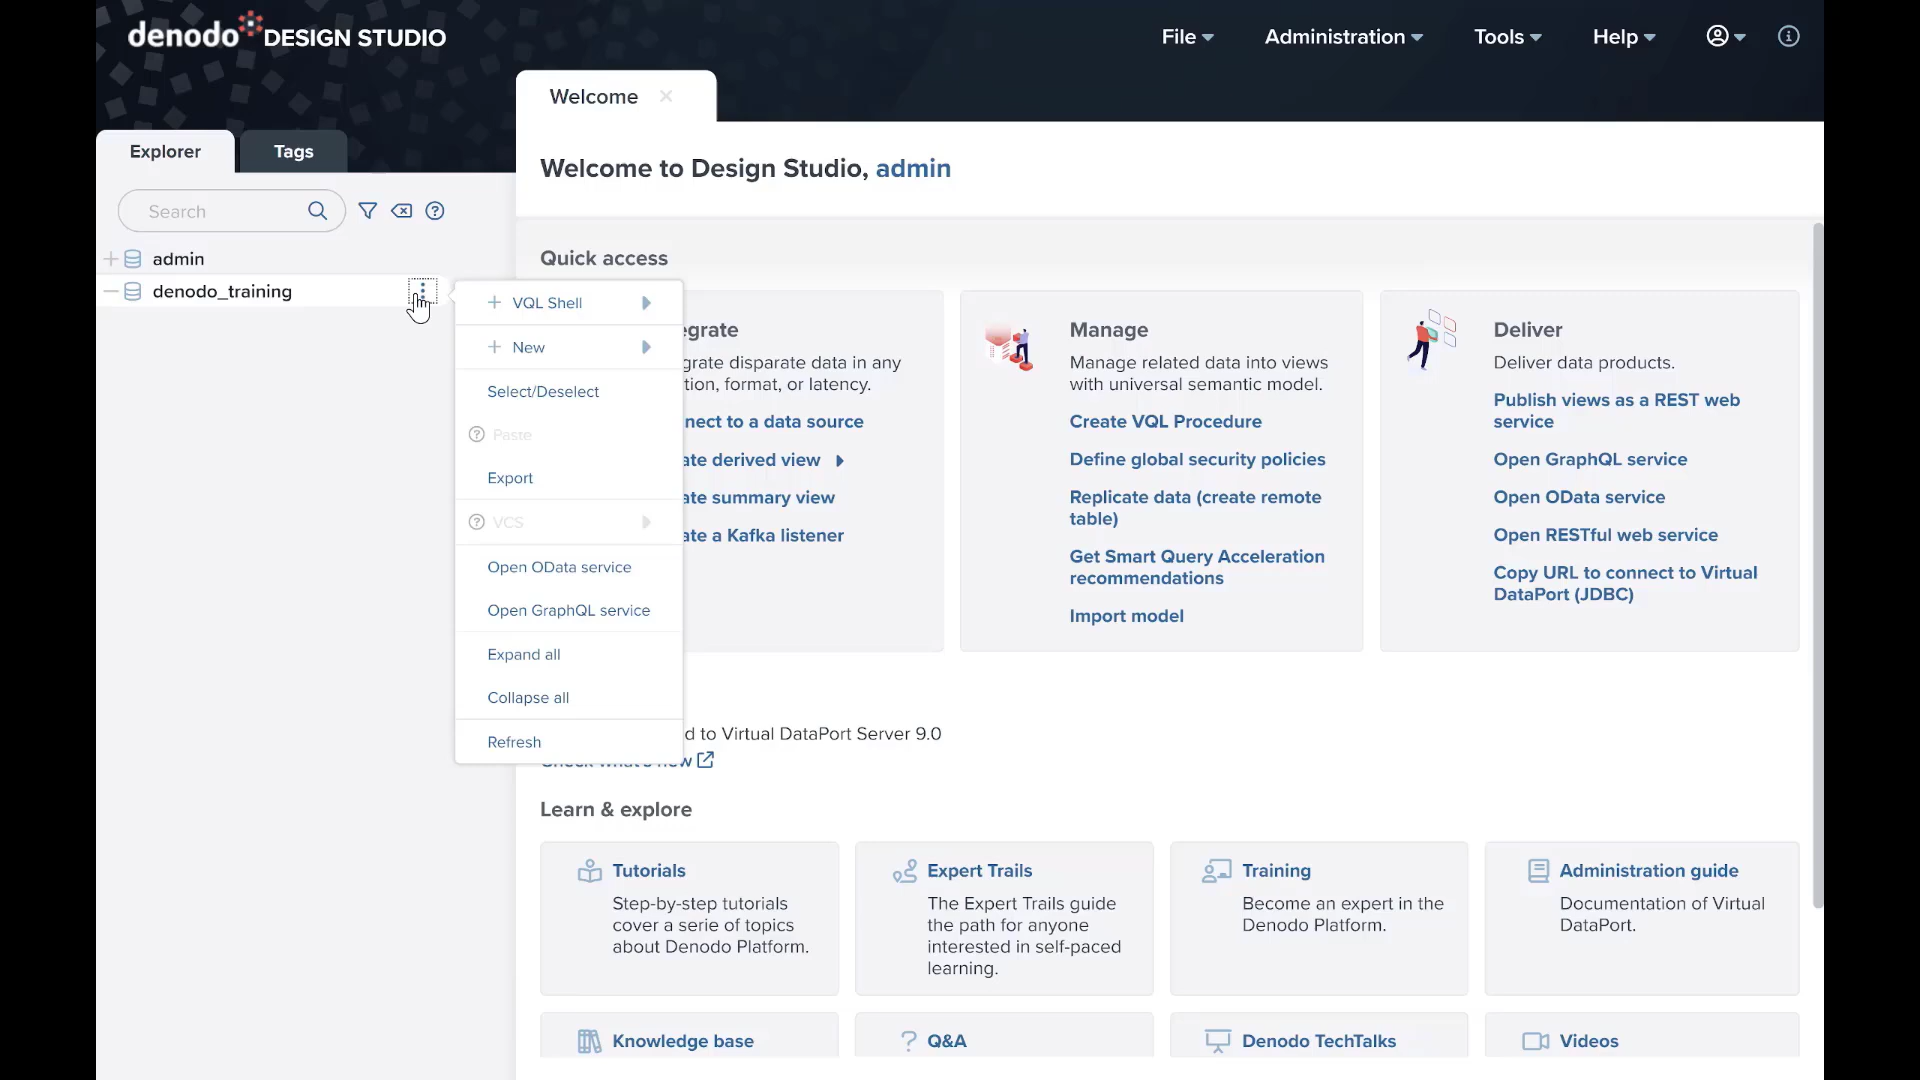 denodo DESIGN STUDIO
File
Administration
Tools
Help
Welcome
Explorer
Tags
Search
admin
denodo_training
VQL Shell
New
Select/Deselect
Paste
Export
VCS
Open OData service
Open GraphQL service
Expand all
Collapse all
Refresh
Welcome to Design Studio, admin
Quick access
egrate
grate disparate data in any
tion, format, or latency.
nect to a data source
ate derived view
ate summary view
ate a Kafka listener
Manage
Manage related data into views
with universal semantic model.
Create VQL Procedure
Define global security policies
Replicate data (create remote
table)
Get Smart Query Acceleration
recommendations
Import model
Deliver
Deliver data products.
Publish views as a REST web
service
Open GraphQL service
Open OData service
Open RESTful web service
Copy URL to connect to Virtual
DataPort (JDBC)
d to Virtual DataPort Server 9.0
Check what's new
Learn & explore
Tutorials
Step-by-step tutorials
cover a serie of topics
about Denodo Platform.
Expert Trails
The Expert Trails guide
the path for anyone
interested in self-paced
learning.
Training
Become an expert in the
Denodo Platform.
Administration guide
Documentation of Virtual
DataPort.
Knowledge base
Q&A
Denodo TechTalks
Videos